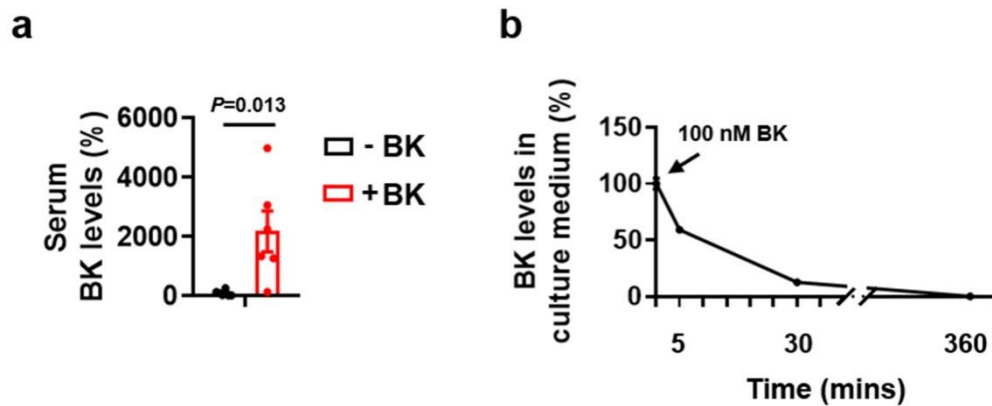 a
Serum
BK levels (%)
6000
4000
2000
0
P=0.013
- BK
+BK
b
BK levels in
culture medium (%)
150
100
50
0
100 nM BK
5 30 360
Time (mins)